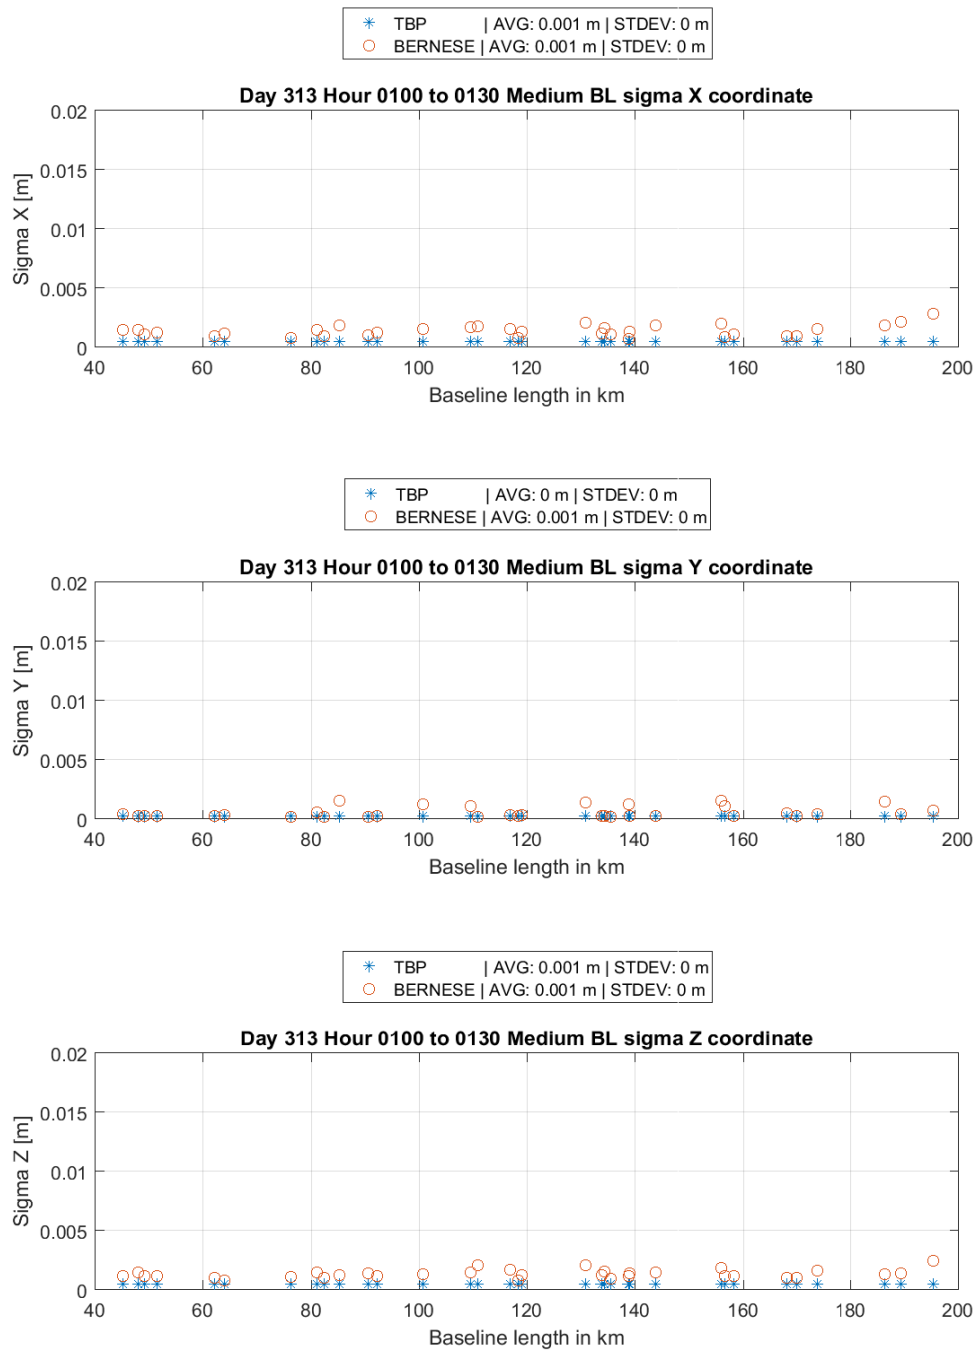 TBP | AVG: 0.001 m | STDEV: 0 m
BERNESE | AVG: 0.001 m | STDEV: 0 m
Day 313 Hour 0100 to 0130 Medium BL sigma X coordinate
0.02
0.015
0.01
0.005
0
Sigma X [m]
40 60 80 100 120 140 160 180 200
Baseline length in km
TBP | AVG: 0 m | STDEV: 0 m
BERNESE | AVG: 0.001 m | STDEV: 0 m
Day 313 Hour 0100 to 0130 Medium BL sigma Y coordinate
0.02
0.015
0.01
0.005
0
Sigma Y [m]
40 60 80 100 120 140 160 180 200
Baseline length in km
TBP | AVG: 0.001 m | STDEV: 0 m
BERNESE | AVG: 0.001 m | STDEV: 0 m
Day 313 Hour 0100 to 0130 Medium BL sigma Z coordinate
0.02
0.015
0.01
0.005
0
Sigma Z [m]
40 60 80 100 120 140 160 180 200
Baseline length in km